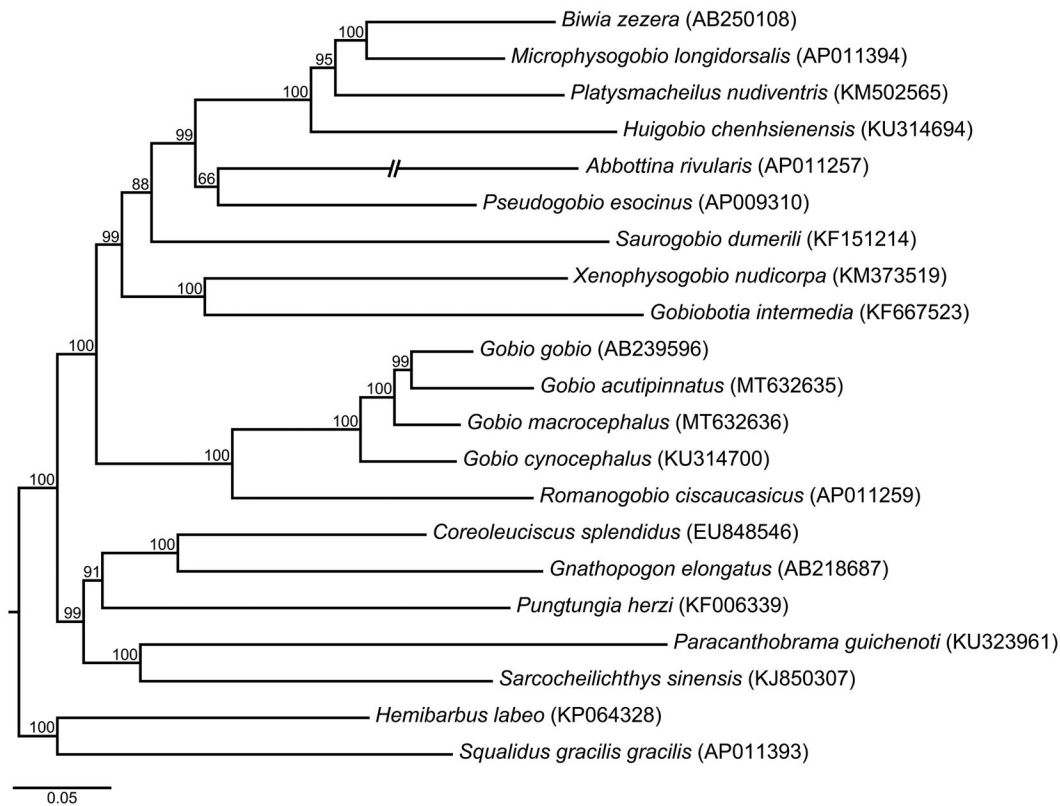 Biwia zezera (AB250108)
100
Microphysogobio longidorsalis (AP011394)
95
Platysmacheilus nudiventris (KM502565)
100
Huigobio chenhsienensis (KU314694)
99
Abbottina rivularis (AP011257)
66
88
Pseudogobio esocinus (AP009310)
Saurogobio dumerili (KF151214)
99
Xenophysogobio nudicorpa (KM373519)
100
Gobiobotia intermedia (KF667523)
100
Gobio gobio (AB239596)
99
Gobio acutipinnatus (MT632635)
100
Gobio macrocephalus (MT632636)
100
Gobio cynocephalus (KU314700)
100
Romanogobio ciscaucasicus (AP011259)
100
Coreoleuciscus splendidus (EU848546)
100
Gnathopogon elongatus (AB218687)
91
Pungtungia herzi (KF006339)
99
Paracanthobrama guichenoti (KU323961)
100
Sarcocheilichthys sinensis (KJ850307)
Hemibarbus labeo (KP064328)
100
Squalidus gracilis gracilis (AP011393)
0.05